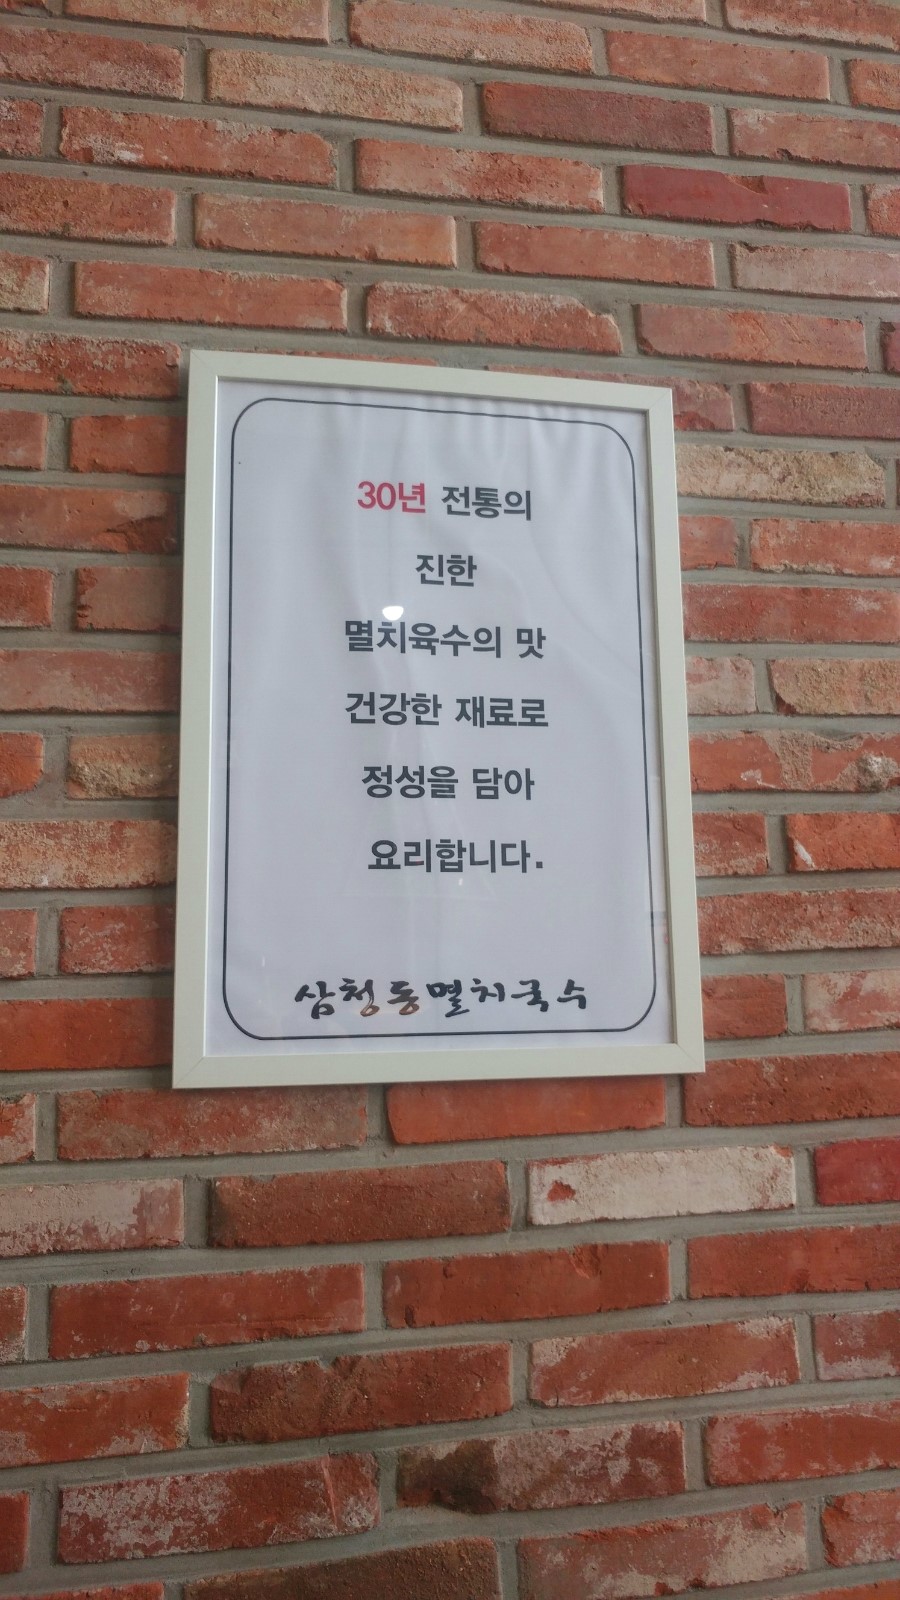 30년 전통의
진한
멸치육수의 맛
건강한 재료로
정성을 담아
요리합니다.
삼청동멸치국수